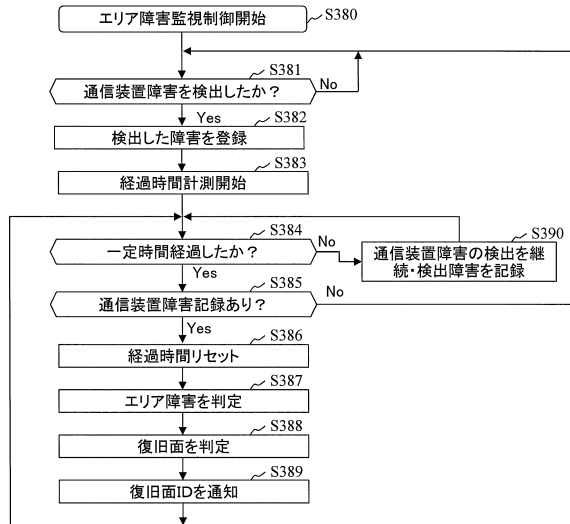 エリア障害監視制御開始
S380
S381
通信装置障害を検出したか？
No
Yes
S382
検出した障害を登録
S383
経過時間計測開始
S384
一定時間経過したか？
No
S390
通信装置障害の検出を継
続・検出障害を記録
Yes
S385
通信装置障害記録あり？
No
Yes
S386
経過時間リセット
S387
エリア障害を判定
S388
復旧面を判定
S389
復旧面IDを通知